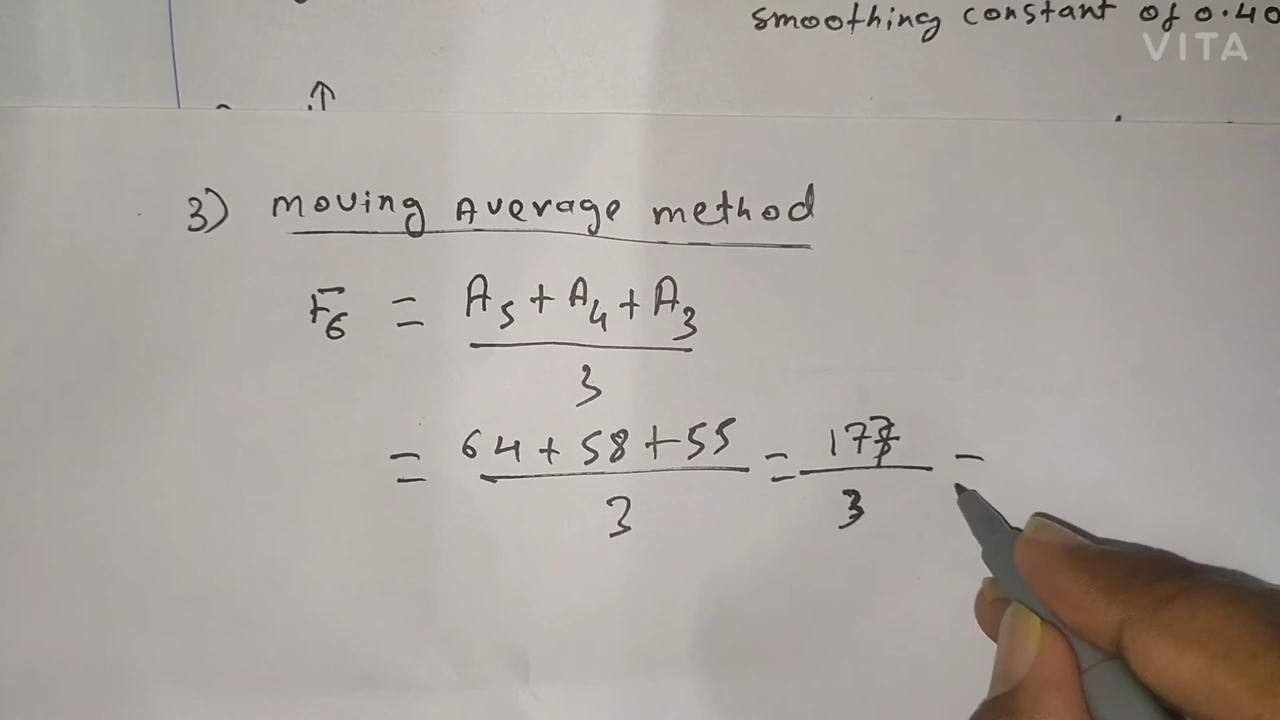 smoothing constant of 0.40
VITA
3) Moving Average method
F6 = A5 + A4 + A3 / 3
= 64 + 58 + 55 / 3 = 177 / 3 =